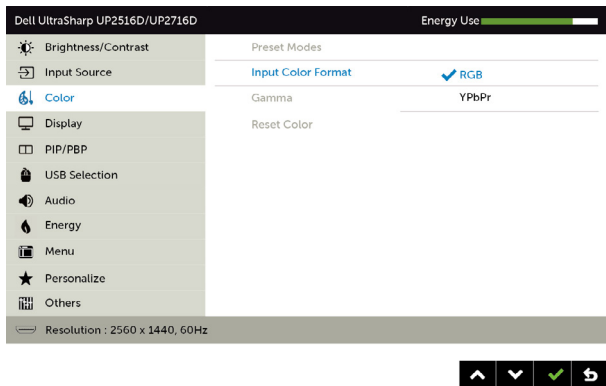 Dell UltraSharp UP2516D/UP2716D Energy Use
Brightness/Contrast Preset Modes
Input Source Input Color Format RGB
Color Gamma YPbPr
Display Reset Color
PIP/PBP
USB Selection
Audio
Energy
Menu
Personalize
Others
Resolution : 2560 x 1440, 60Hz